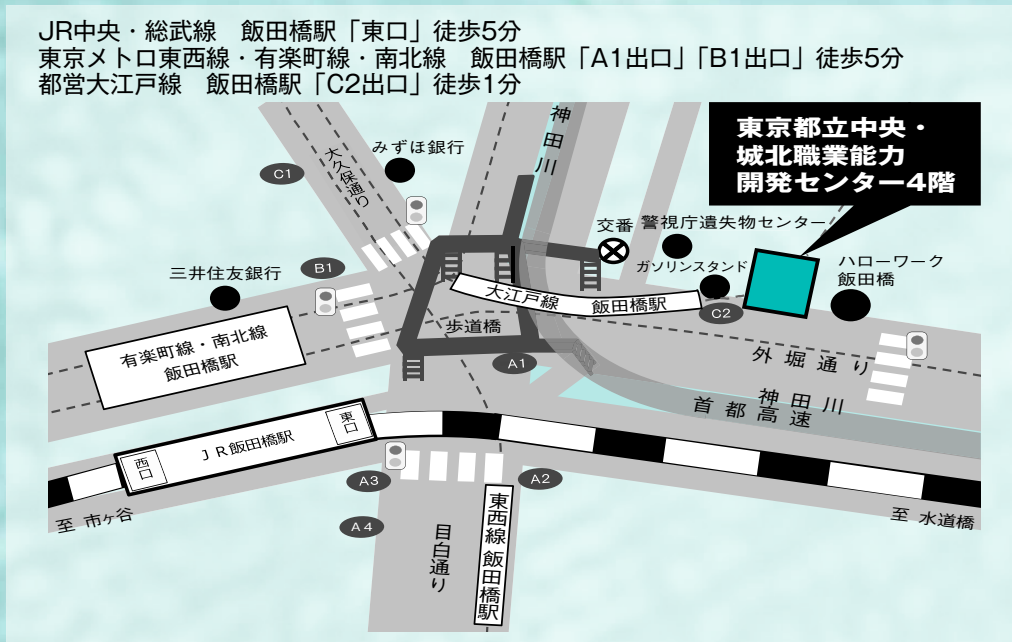 JR中央・総武線　飯田橋駅「東口」徒歩5分
東京メトロ東西線・有楽町線・南北線　飯田橋駅「A1出口」「B1出口」徒歩5分
都営大江戸線　飯田橋駅「C2出口」徒歩1分
東京都立中央・
城北職業能力
開発センター4階
神田川
みずほ銀行
大久保通り
C1
交番
警視庁遺失物センター
ガソリンスタンド
ハローワーク
飯田橋
三井住友銀行
B1
大江戸線　飯田橋駅
C2
歩道橋
有楽町線・南北線
飯田橋駅
A1
外堀通り
神田川
首都高速
東口
JR飯田橋駅
西口
A3
A2
A4
至 市ヶ谷
至 水道橋
目白通り
東西線 飯田橋駅